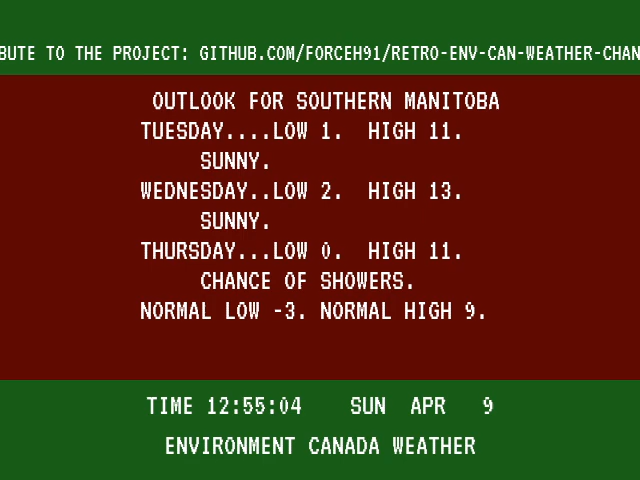 BUTE TO THE PROJECT: GITHUB.COM/FORCEH91/RETRO-ENV-CAN-WEATHER-CHAN
OUTLOOK FOR SOUTHERN MANITOBA
TUESDAY....LOW 1.  HIGH 11.
SUNNY.
WEDNESDAY..LOW 2.  HIGH 13.
SUNNY.
THURSDAY...LOW 0.  HIGH 11.
CHANCE OF SHOWERS.
NORMAL LOW -3. NORMAL HIGH 9.
TIME 12:55:04    SUN  APR   9
ENVIRONMENT CANADA WEATHER